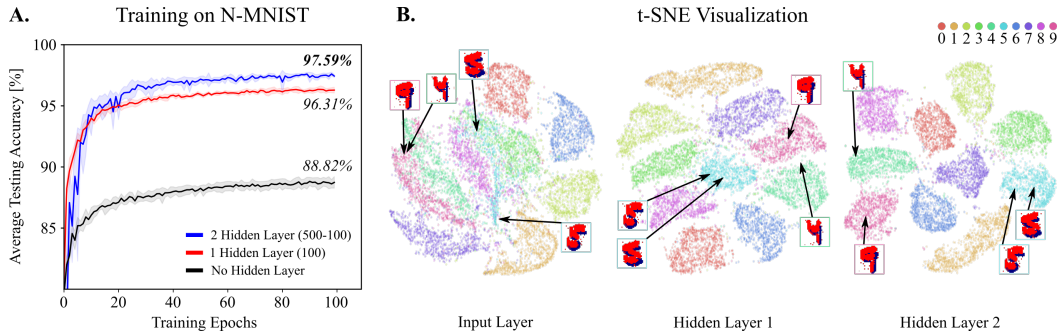 A.
Training on N-MNIST
Average Testing Accuracy [%]
100
95
90
85
97.59%
96.31%
88.82%
2 Hidden Layer (500-100)
1 Hidden Layer (100)
No Hidden Layer
0 20 40 60 80 100
Training Epochs
B.
t-SNE Visualization
0 1 2 3 4 5 6 7 8 9
Input Layer
Hidden Layer 1
Hidden Layer 2